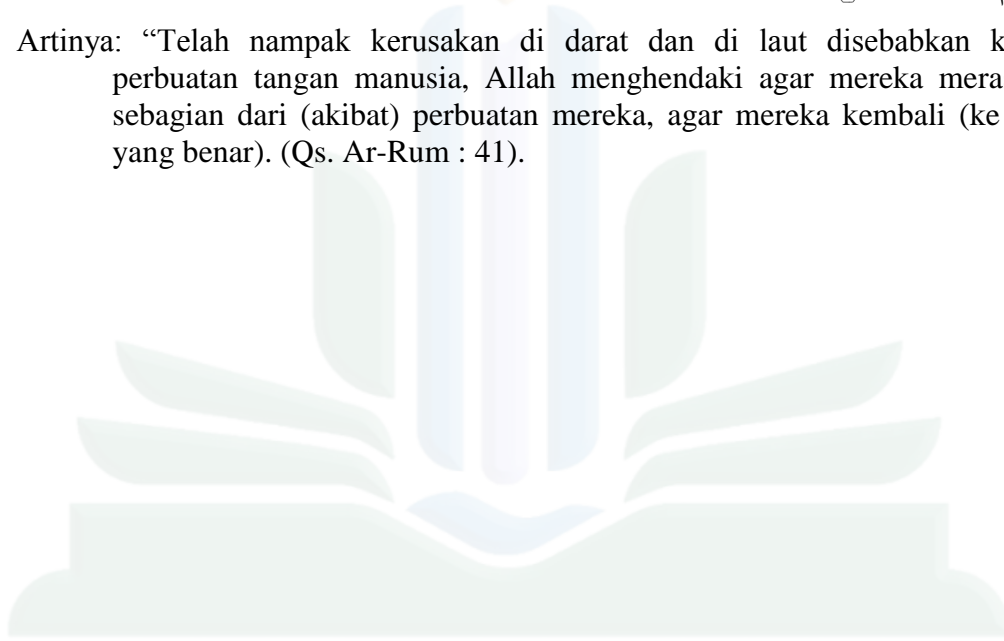 Artinya: “Telah nampak kerusakan di darat dan di laut disebabkan
perbuatan tangan manusia, Allah menghendaki agar mereka
sebagian dari (akibat) perbuatan mereka, agar mereka kembali (ke
yang benar). (Qs. Ar-Rum : 41).